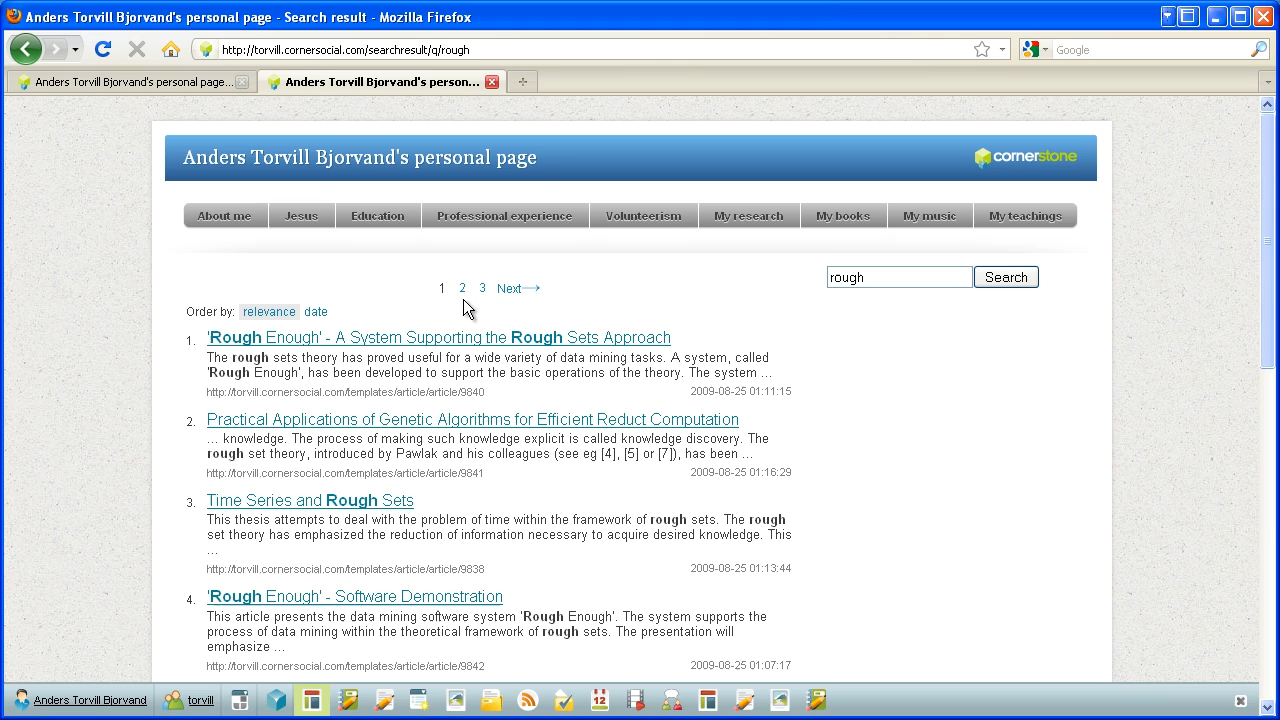 Anders Torvill Bjorvand's personal page - Search result - Mozilla Firefox
http://torvill.cornersocial.com/searchresult/q/rough
Google
Anders Torvill Bjorvand's personal page...
Anders Torvill Bjorvand's person...
Anders Torvill Bjorvand's personal page
cornerstone
About me Jesus Education Professional experience Volunteerism My research My books My music My teachings
rough Search
1 2 3 Next→
Order by: relevance date
1. 'Rough Enough' - A System Supporting the Rough Sets Approach
The rough sets theory has proved useful for a wide variety of data mining tasks. A system, called
'Rough Enough', has been developed to support the basic operations of the theory. The system ...
http://torvill.cornersocial.com/templates/article/article/9840 2009-08-25 01:11:15
2. Practical Applications of Genetic Algorithms for Efficient Reduct Computation
... knowledge. The process of making such knowledge explicit is called knowledge discovery. The
rough set theory, introduced by Pawlak and his colleagues (see eg [4], [5] or [7]), has been ...
http://torvill.cornersocial.com/templates/article/article/9841 2009-08-25 01:16:29
3. Time Series and Rough Sets
This thesis attempts to deal with the problem of time within the framework of rough sets. The rough
set theory has emphasized the reduction of information necessary to acquire desired knowledge. This
...
http://torvill.cornersocial.com/templates/article/article/9838 2009-08-25 01:13:44
4. 'Rough Enough' - Software Demonstration
This article presents the data mining software system 'Rough Enough'. The system supports the
process of data mining within the theoretical framework of rough sets. The presentation will
emphasize ...
http://torvill.cornersocial.com/templates/article/article/9842 2009-08-25 01:07:17
Anders Torvill Bjorvand torvill 12